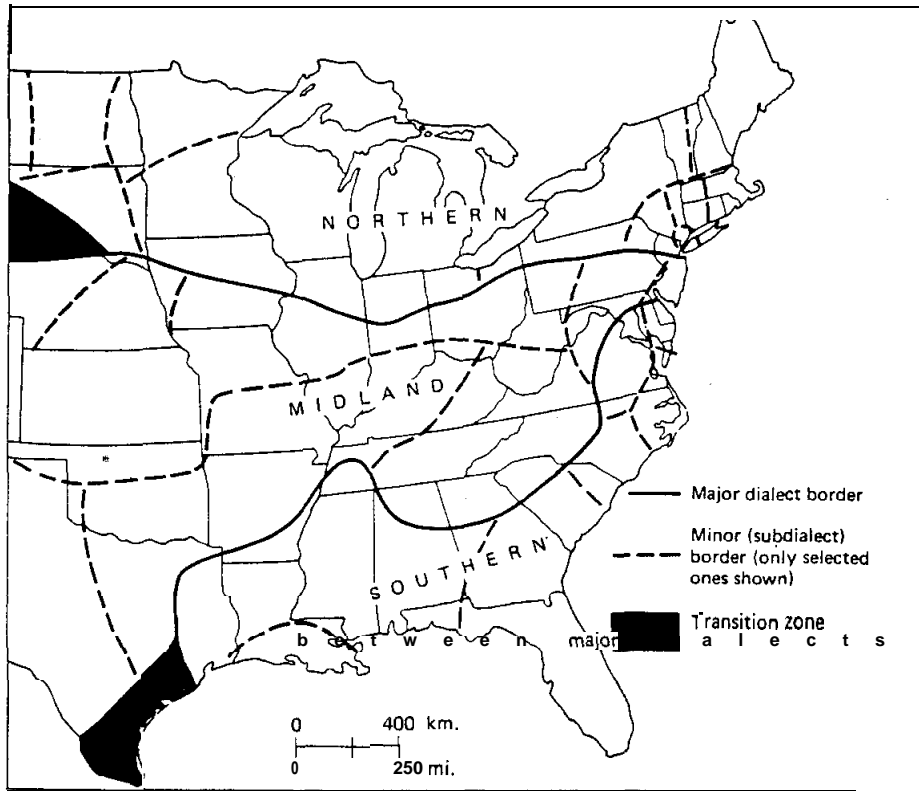 NORTHERN
MIDLAND
*
SOUTHERN
Major dialect border
Minor (subdialect)
border (only selected
ones shown)
Transition zone
between major alects
0 400 km.
0 250 mi.